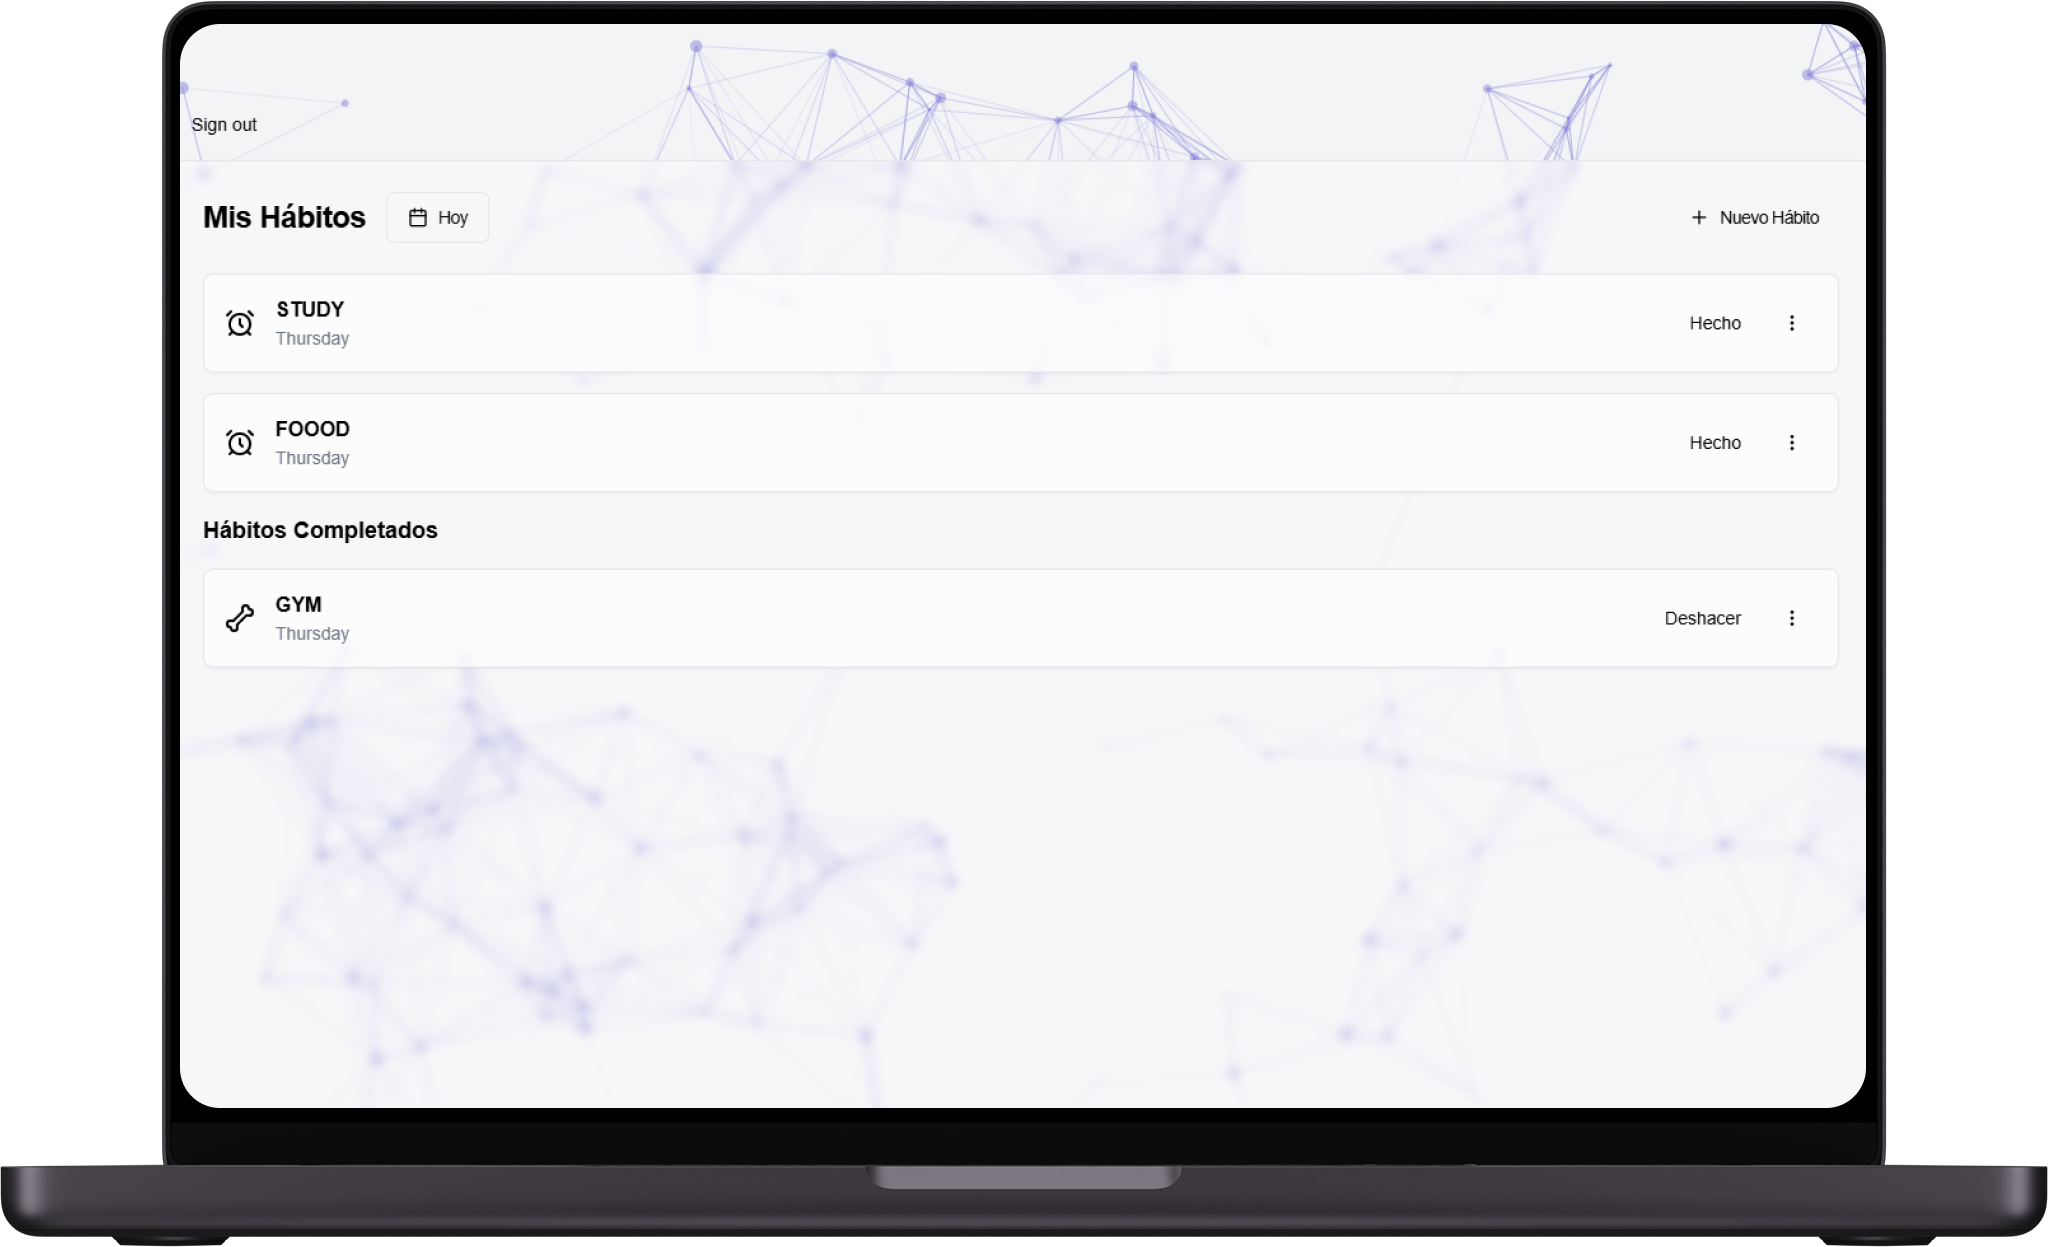 Sign out
Mis Hábitos
Hoy
Nuevo Hábito
STUDY
Thursday
Hecho
FOOOD
Thursday
Hecho
Hábitos Completados
GYM
Thursday
Deshacer